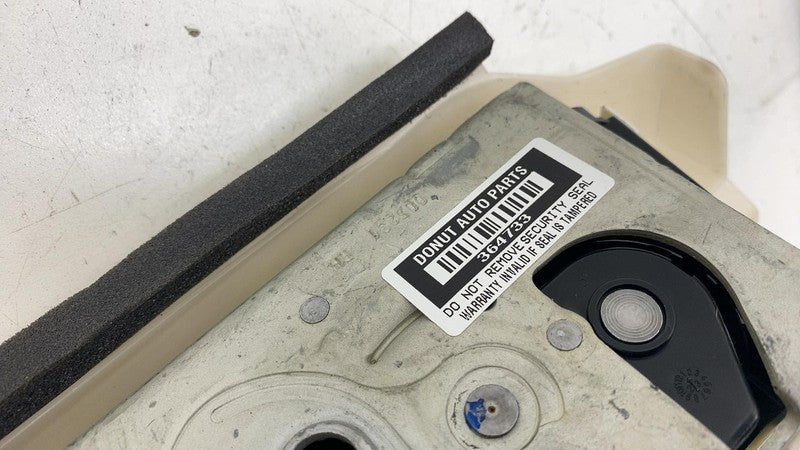 DONUT AUTO PARTS
364733
DO NOT REMOVE SECURITY SEAL
WARRANTY INVALID IF SEAL IS TAMPERED